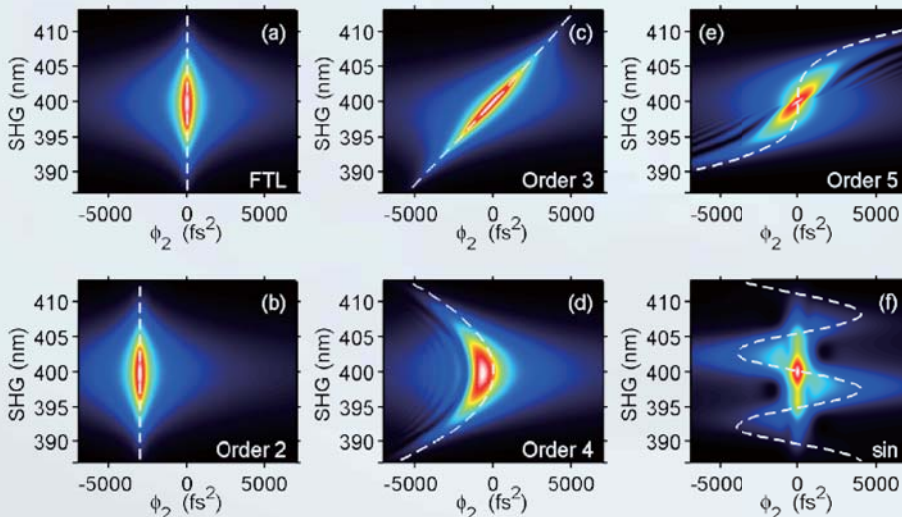 410
405
400
395
390
SHG (nm)
(a)
FTL
-5000 0 5000
ϕ2 (fs²)
410
405
400
395
390
SHG (nm)
(c)
Order 3
-5000 0 5000
ϕ2 (fs²)
410
405
400
395
390
SHG (nm)
(e)
Order 5
-5000 0 5000
ϕ2 (fs²)
410
405
400
395
390
SHG (nm)
(b)
Order 2
-5000 0 5000
ϕ2 (fs²)
410
405
400
395
390
SHG (nm)
(d)
Order 4
-5000 0 5000
ϕ2 (fs²)
410
405
400
395
390
SHG (nm)
(f)
sin
-5000 0 5000
ϕ2 (fs²)